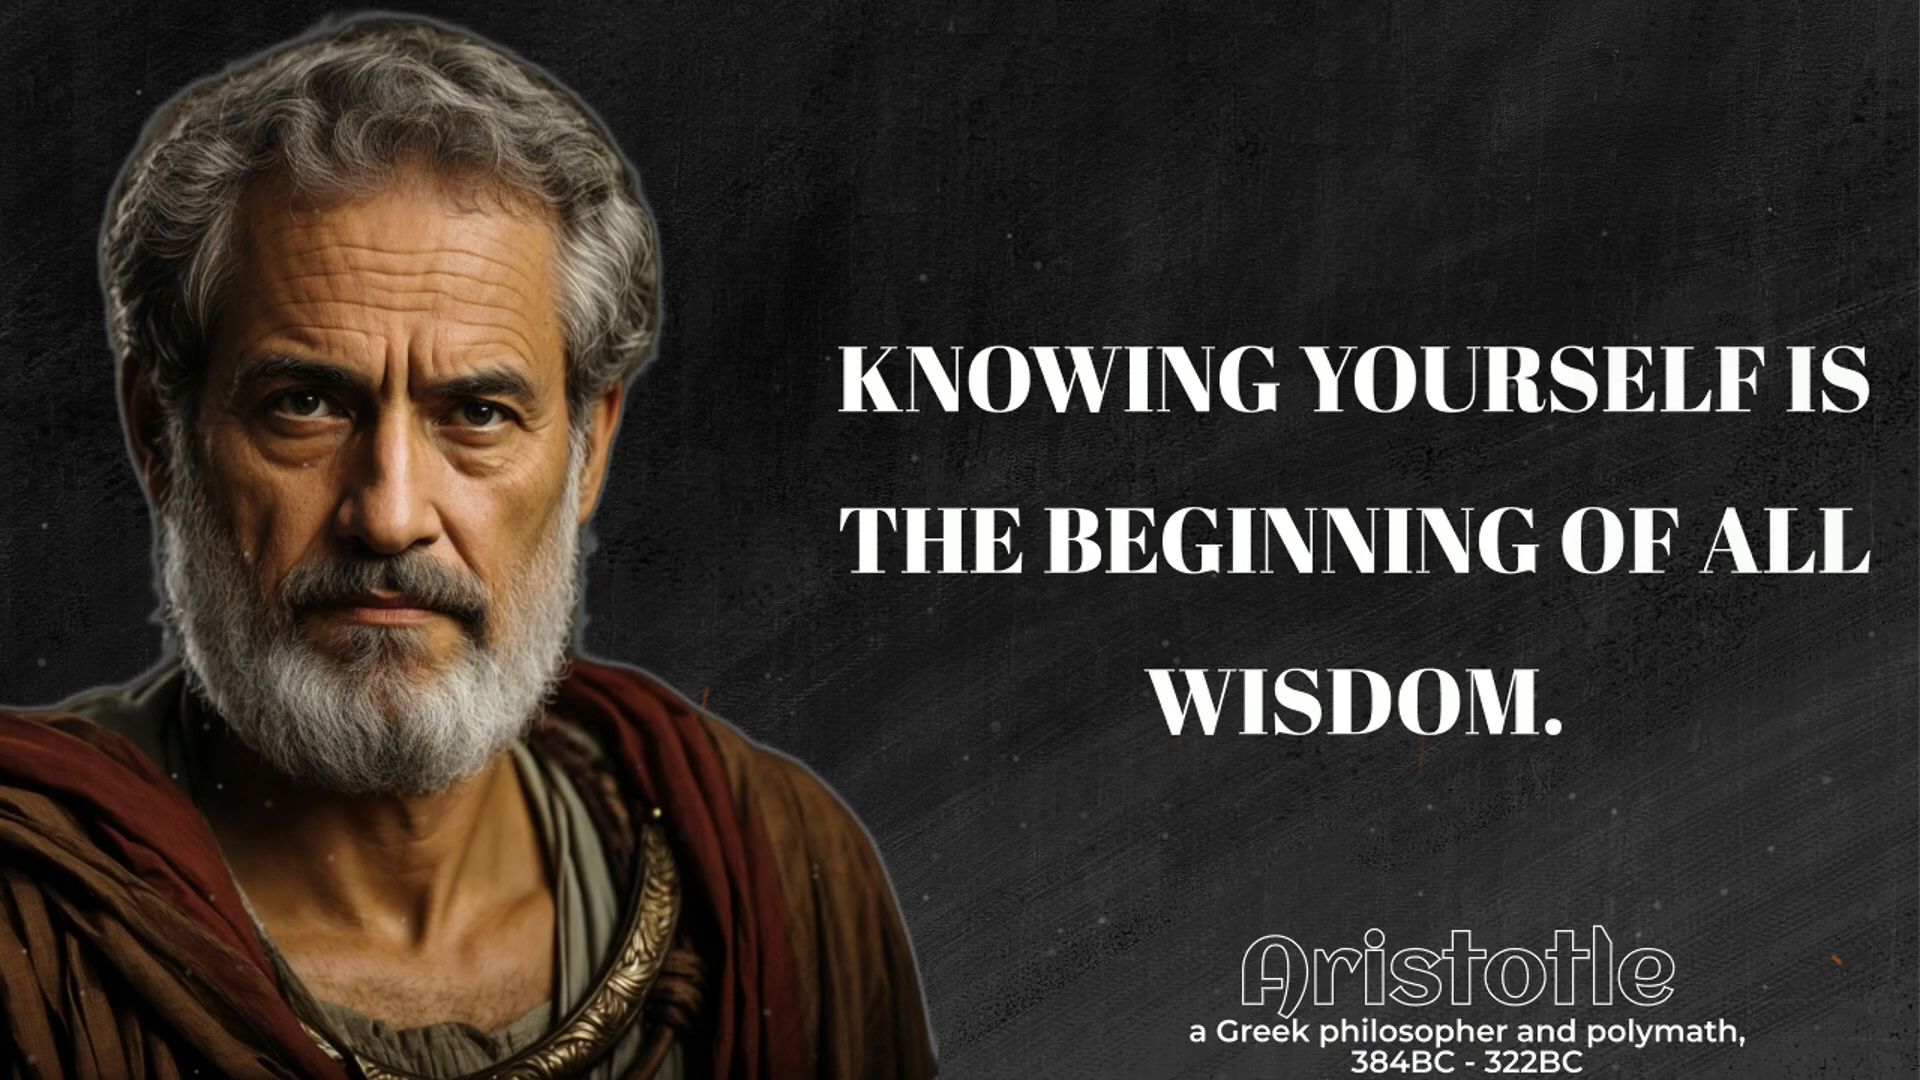 KNOWING YOURSELF IS
THE BEGINNING OF ALL
WISDOM.
Aristotle
a Greek philosopher and polymath,
384BC - 322BC